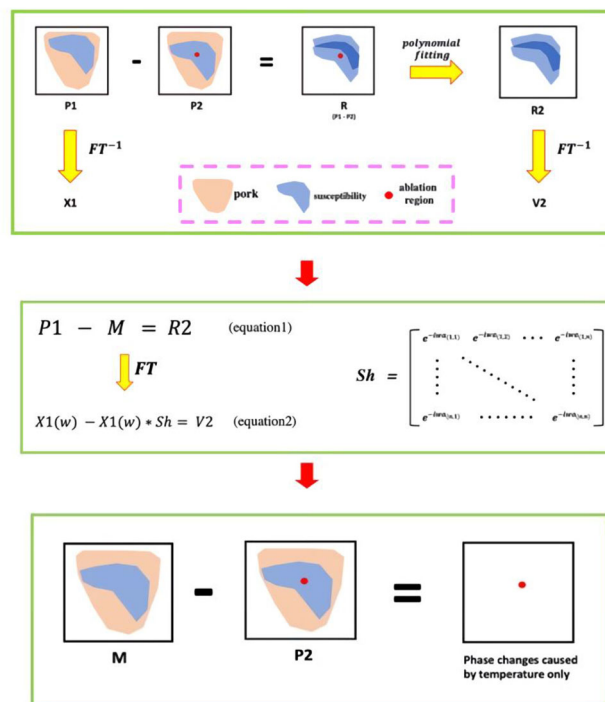 P1 - P2 = R polynomial fitting R2
(P1 - P2)
FT⁻¹ FT⁻¹
X1 V2
pork susceptibility ablation region
P1 − M = R2 (equation1)
FT
X1(w) − X1(w) * Sh = V2 (equation2)
Sh =
M - P2 = Phase changes caused
by temperature only